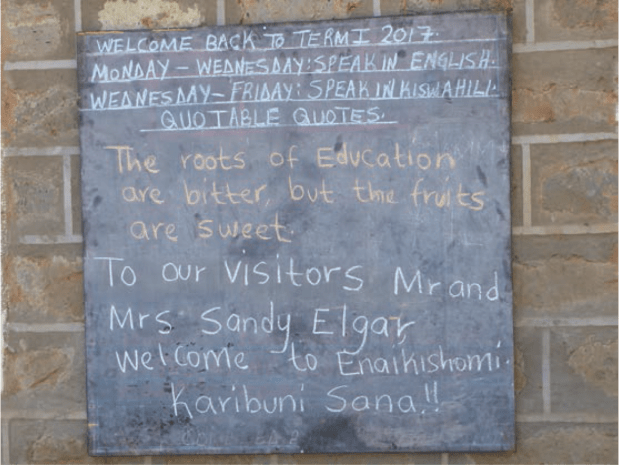 WELCOME BACK TO TERM I 2017.
MONDAY - WEDNESDAY: SPEAK IN ENGLISH.
WEDNESDAY - FRIDAY: SPEAK IN KISWAHILI.
QUOTABLE QUOTES.
The roots of Education
are bitter, but the fruits
are sweet.
To our visitors Mr and
Mrs. Sandy Elgar,
Welcome to Enaikishomi.
Karibuni Sana!!